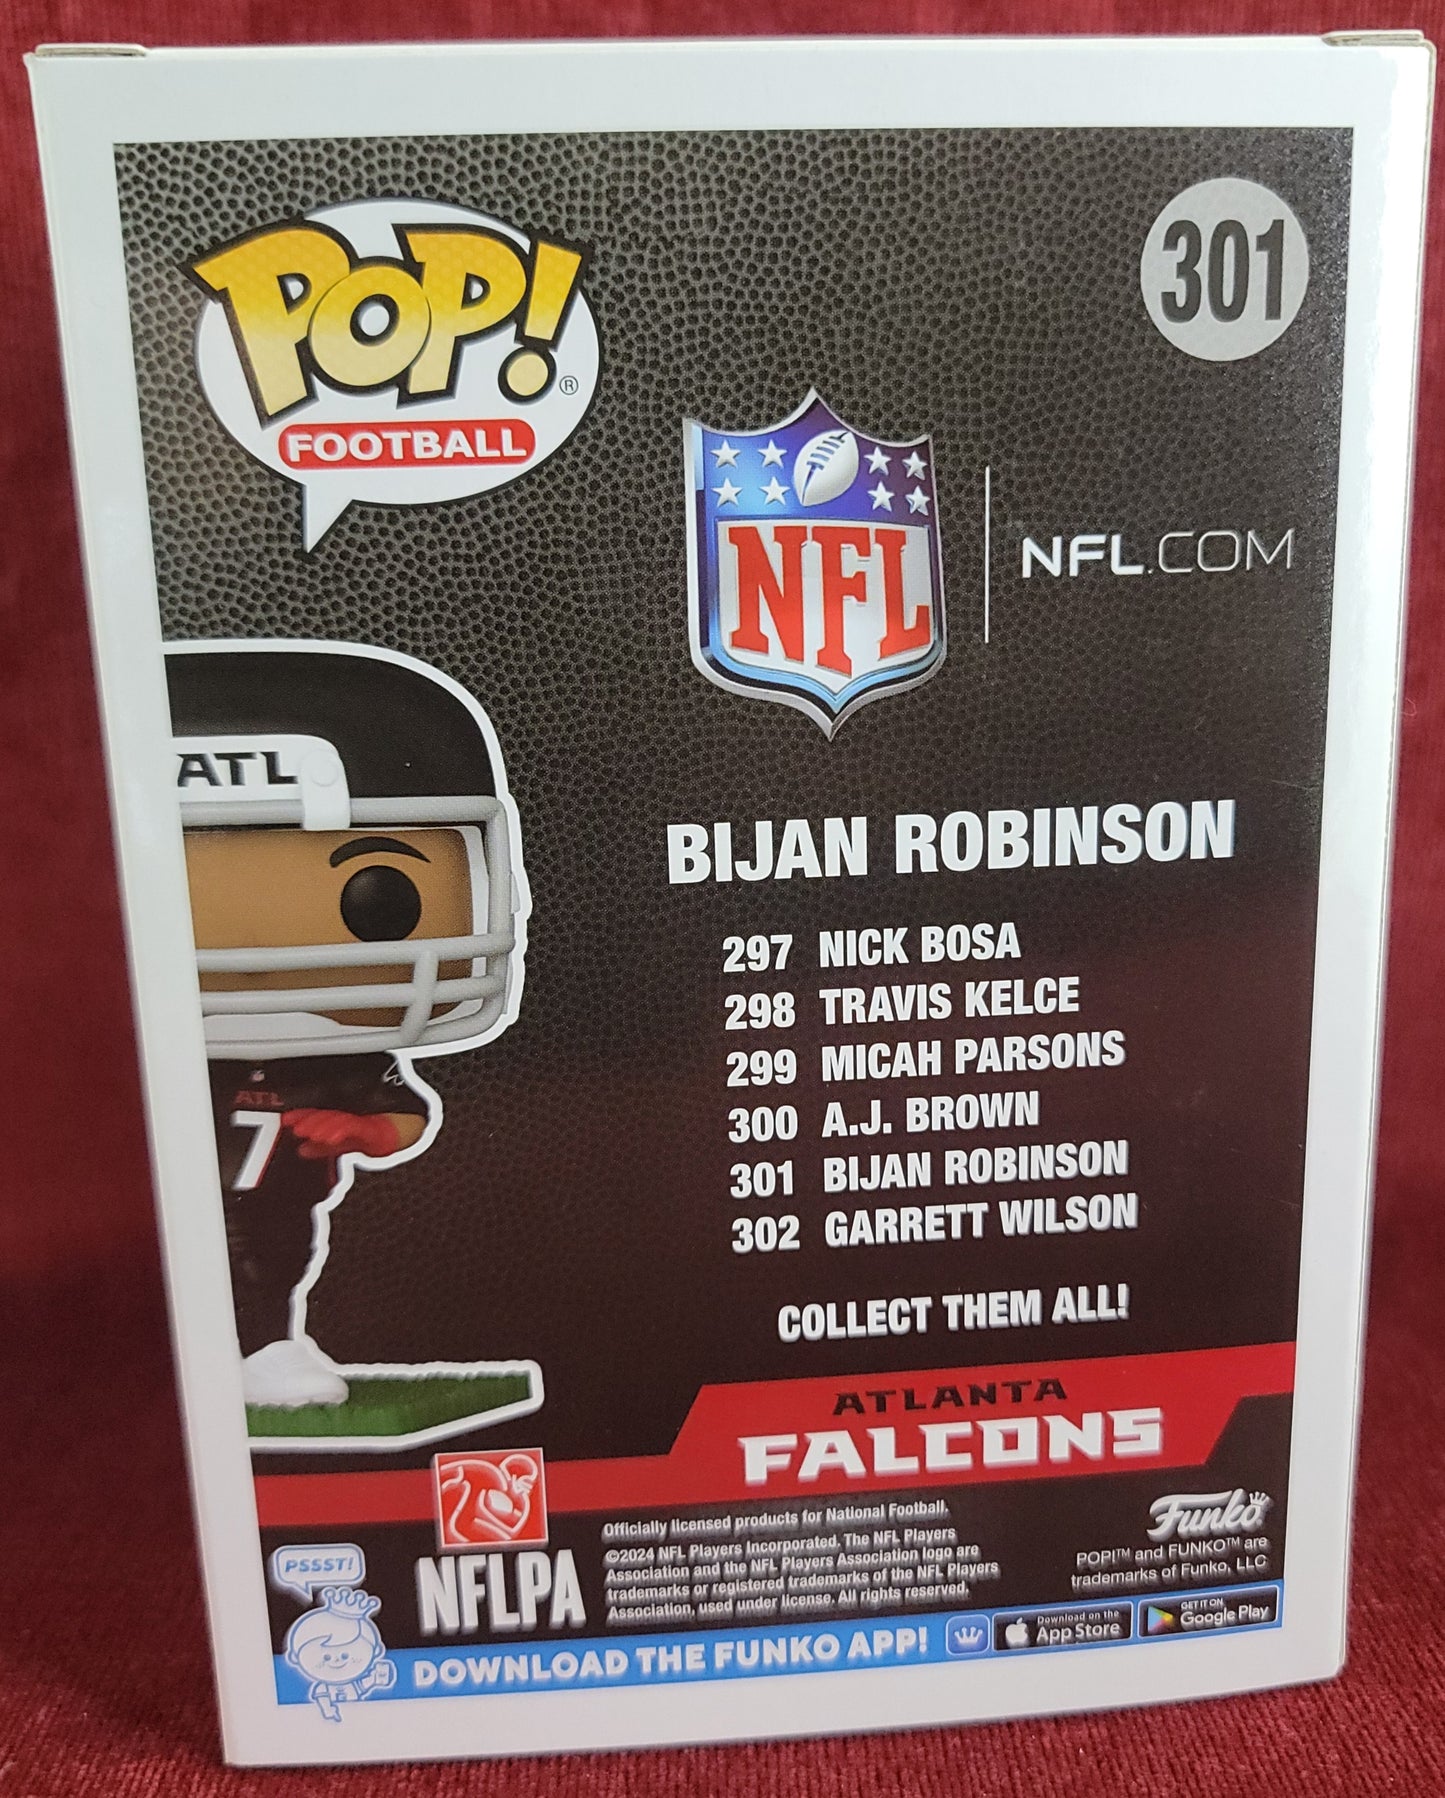 POP!®
FOOTBALL
301
NFL
NFL.COM
ATL
BIJAN ROBINSON
297 NICK BOSA
298 TRAVIS KELCE
299 MICAH PARSONS
300 A.J. BROWN
301 BIJAN ROBINSON
302 GARRETT WILSON
COLLECT THEM ALL!
ATL
7
ATLANTA
FALCONS
NFLPA
Officially licensed products for National Football.
©2024 NFL Players Incorporated. The NFL Players
Association and the NFL Players Association logo are
trademarks or registered trademarks of the NFL Players
Association, used under license. All rights reserved.
Funko
POP!™ and FUNKO™ are
trademarks of Funko, LLC
PSSST!
DOWNLOAD THE FUNKO APP!
Download on the
App Store
GET IT ON
Google Play